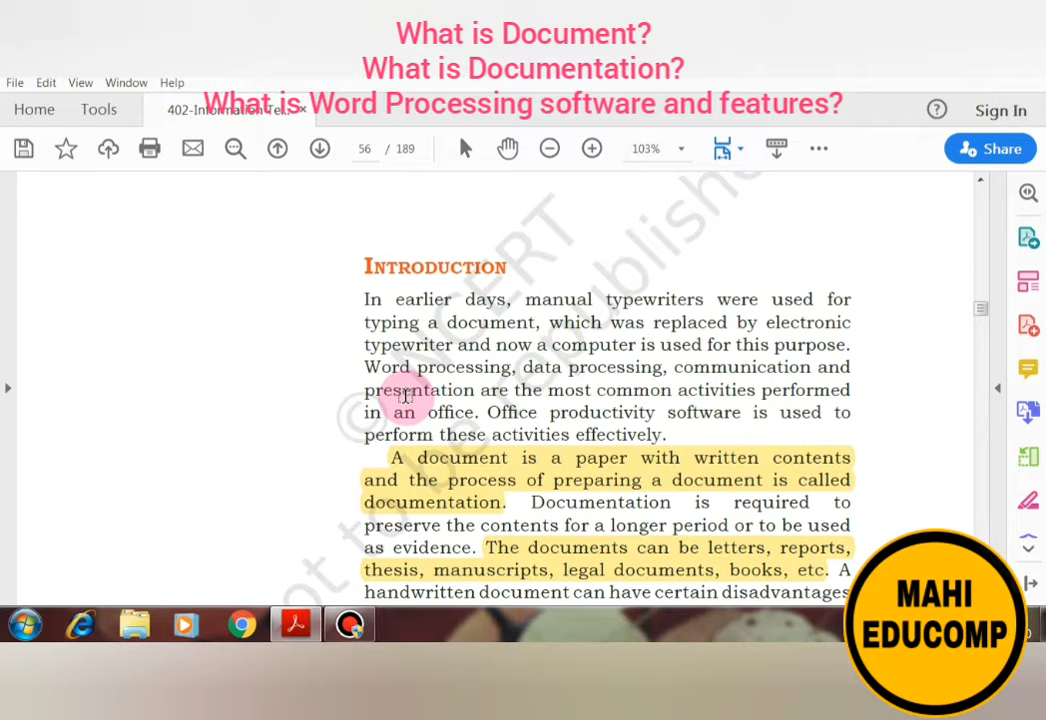 What is Document?
What is Documentation?
What is Word Processing software and features?
File Edit View Window Help
Home Tools 402-Information Te... × ? Sign In
56 / 189 103% Share
INTRODUCTION
In earlier days, manual typewriters were used for
typing a document, which was replaced by electronic
typewriter and now a computer is used for this purpose.
Word processing, data processing, communication and
presentation are the most common activities performed
in an office. Office productivity software is used to
perform these activities effectively.
A document is a paper with written contents
and the process of preparing a document is called
documentation. Documentation is required to
preserve the contents for a longer period or to be used
as evidence. The documents can be letters, reports,
thesis, manuscripts, legal documents, books, etc. A
handwritten document can have certain disadvantages
© NCERT
not to be republished
MAHI
EDUCOMP